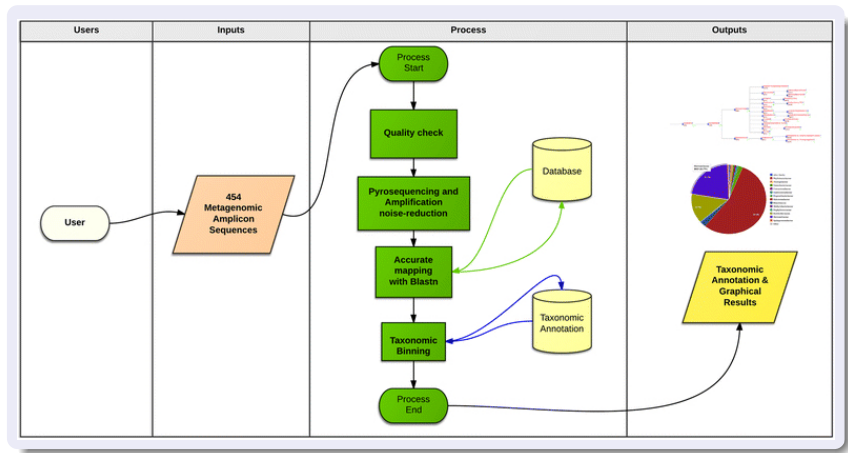 Users
Inputs
Process
Outputs
User
454
Metagenomic
Amplicon
Sequences
Process
Start
Quality check
Pyrosequencing and
Amplification
noise-reduction
Accurate
mapping
with Blastn
Taxonomic
Binning
Process
End
Database
Taxonomic
Annotation
Taxonomic
Annotation &
Graphical
Results